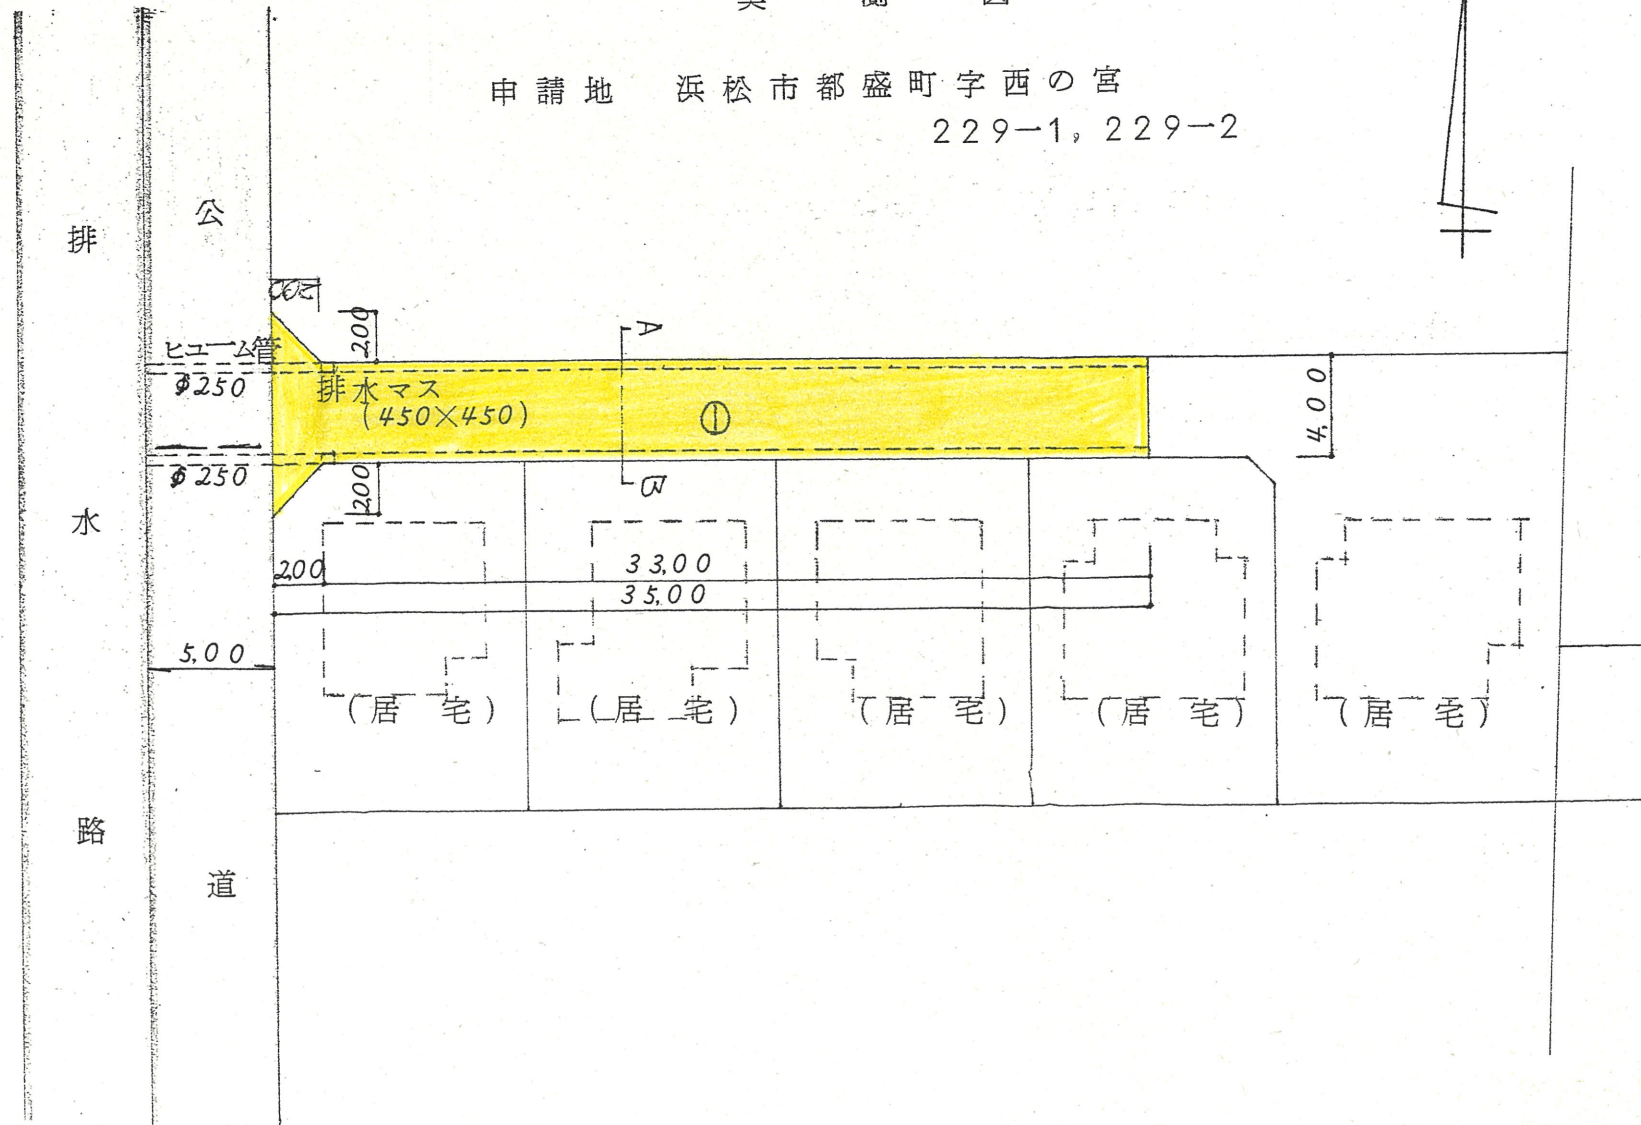 申請地 浜松市都盛町字西の宮
229-1, 229-2
排水路
公道
200
200
ヒューム管
φ250
排水マス
(450×450)
①
A
4,00
φ250
200
B
200
33,00
35,00
5,00
(居 宅)
(居 宅)
(居 宅)
(居 宅)
(居 宅)